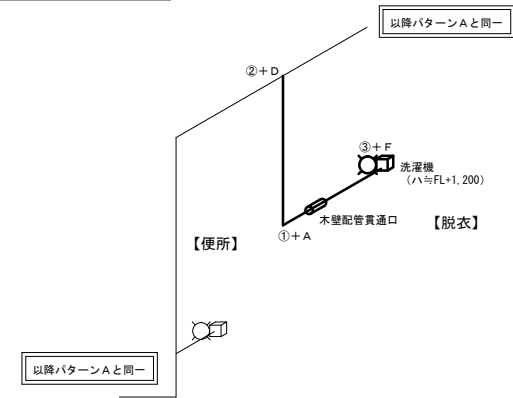 以降パターンAと同一
②+D
③+F
洗濯機
(ハ≒FL+1,200)
木壁配管貫通口
【脱衣】
①+A
【便所】
以降パターンAと同一